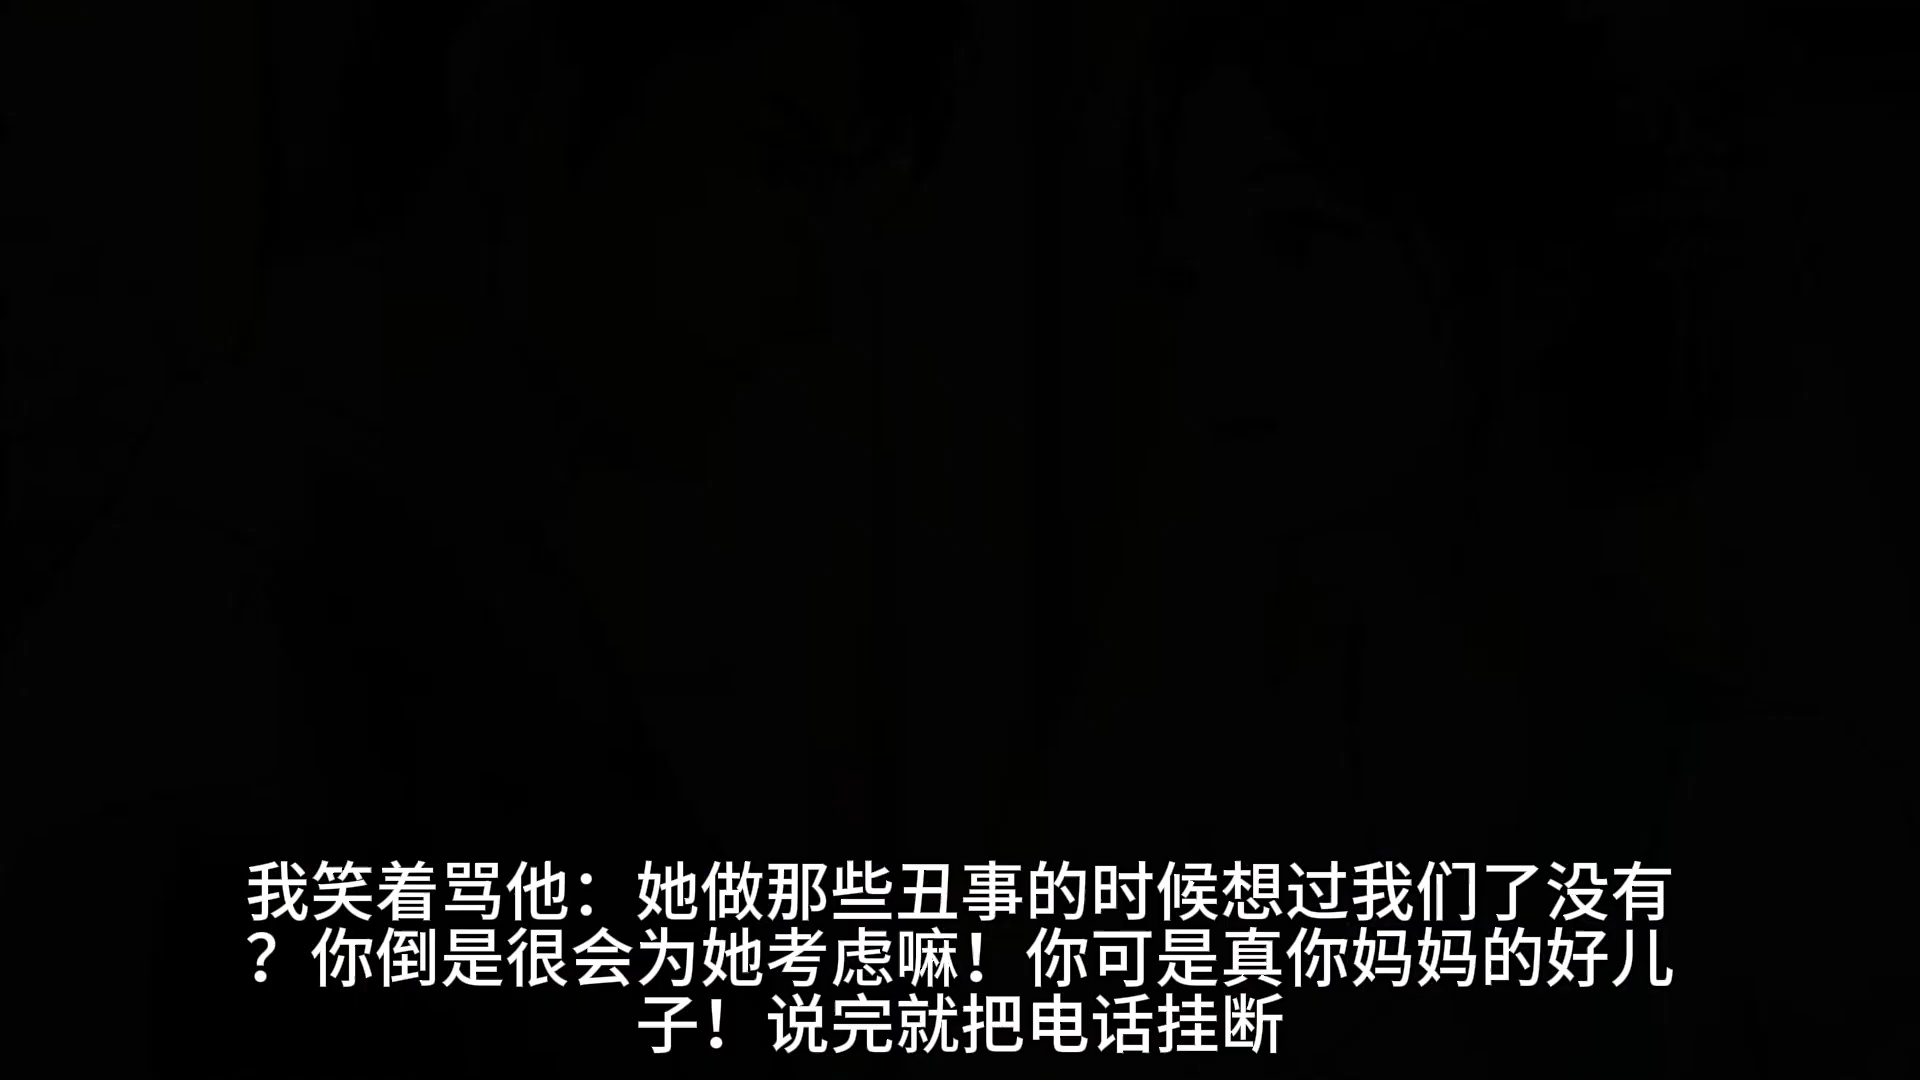 我笑着骂他：她做那些丑事的时候想过我们了没有
？你倒是很会为她考虑嘛！你可是真你妈妈的好儿
子！说完就把电话挂断